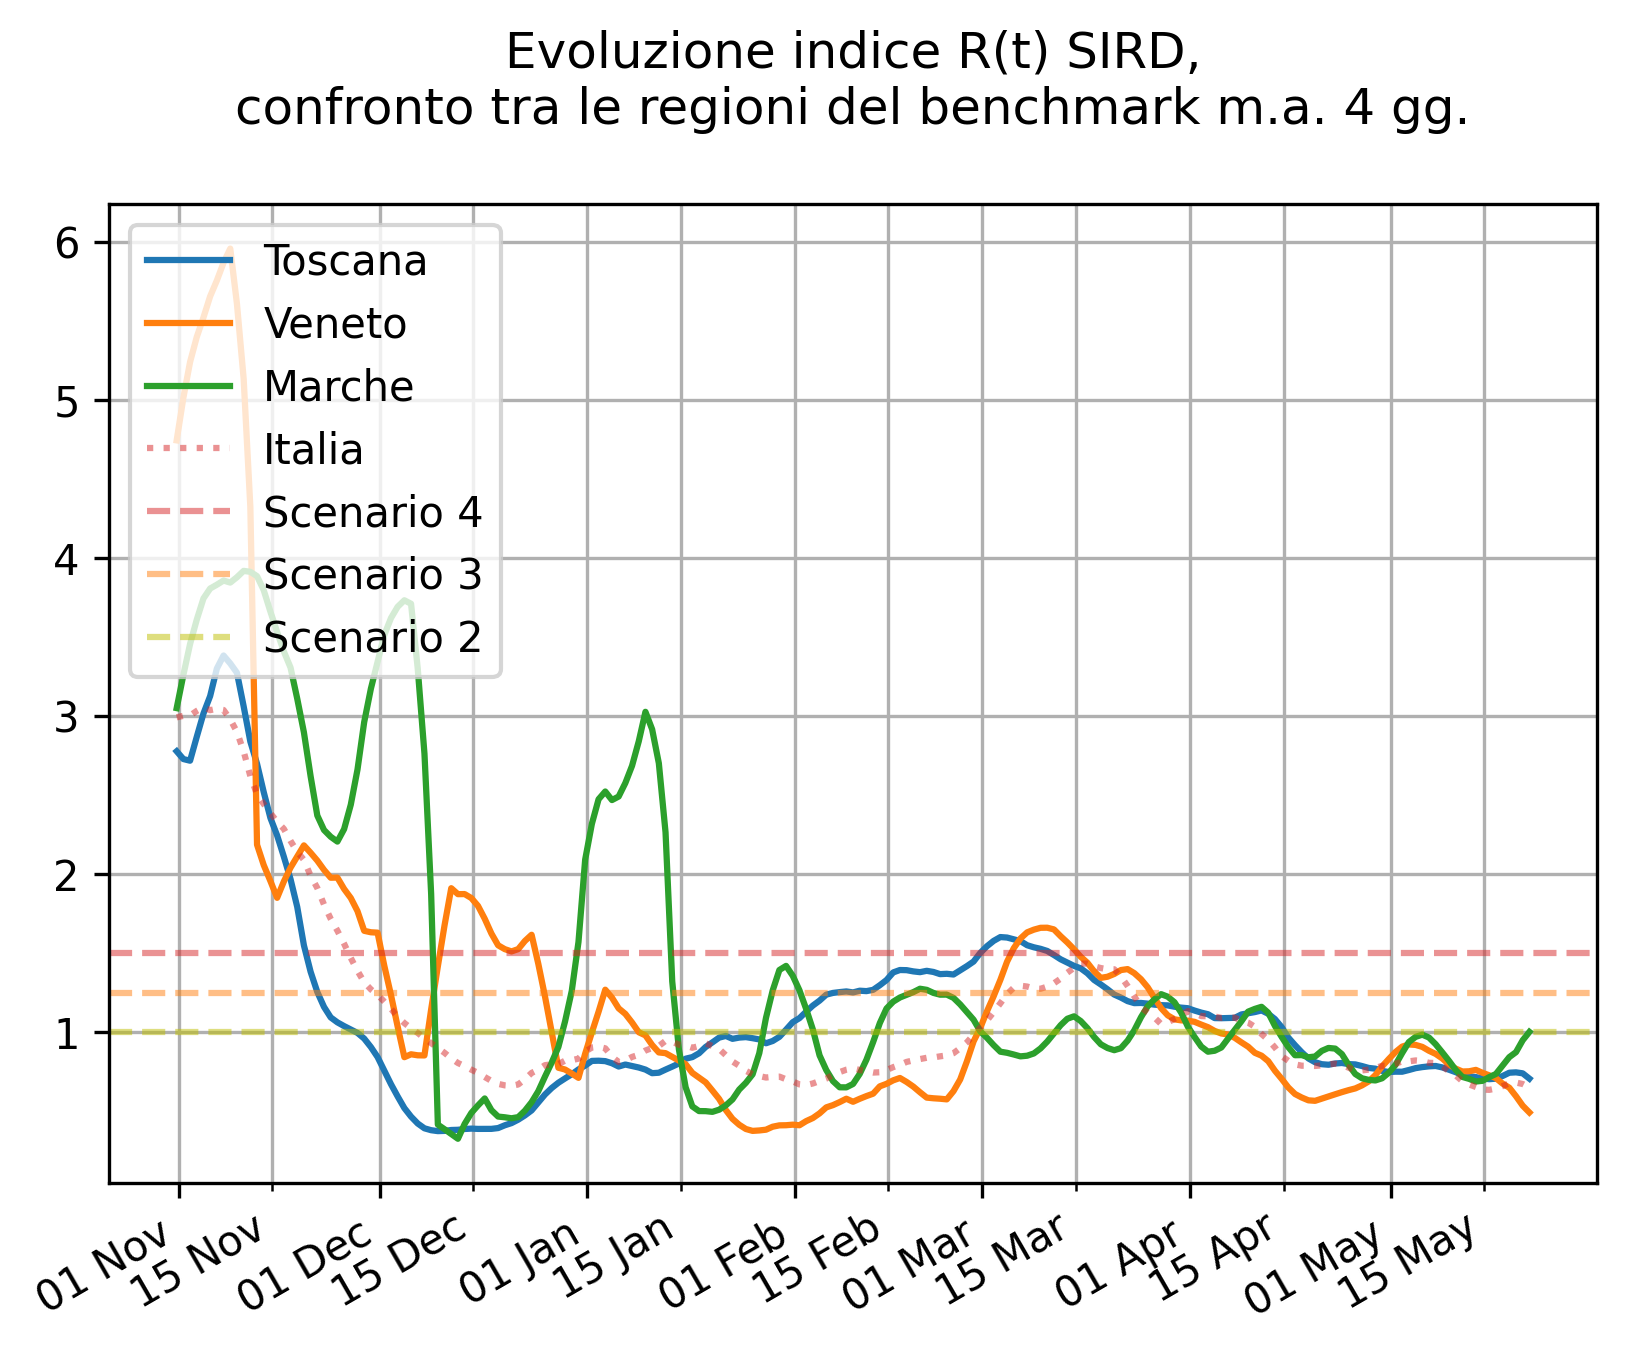 Evoluzione indice R(t) SIRD,
confronto tra le regioni del benchmark m.a. 4 gg.
6
5
4
3
2
1
Toscana
Veneto
Marche
Italia
Scenario 4
Scenario 3
Scenario 2
01 Nov
15 Nov
01 Dec
15 Dec
01 Jan
15 Jan
01 Feb
15 Feb
01 Mar
15 Mar
01 Apr
15 Apr
01 May
15 May